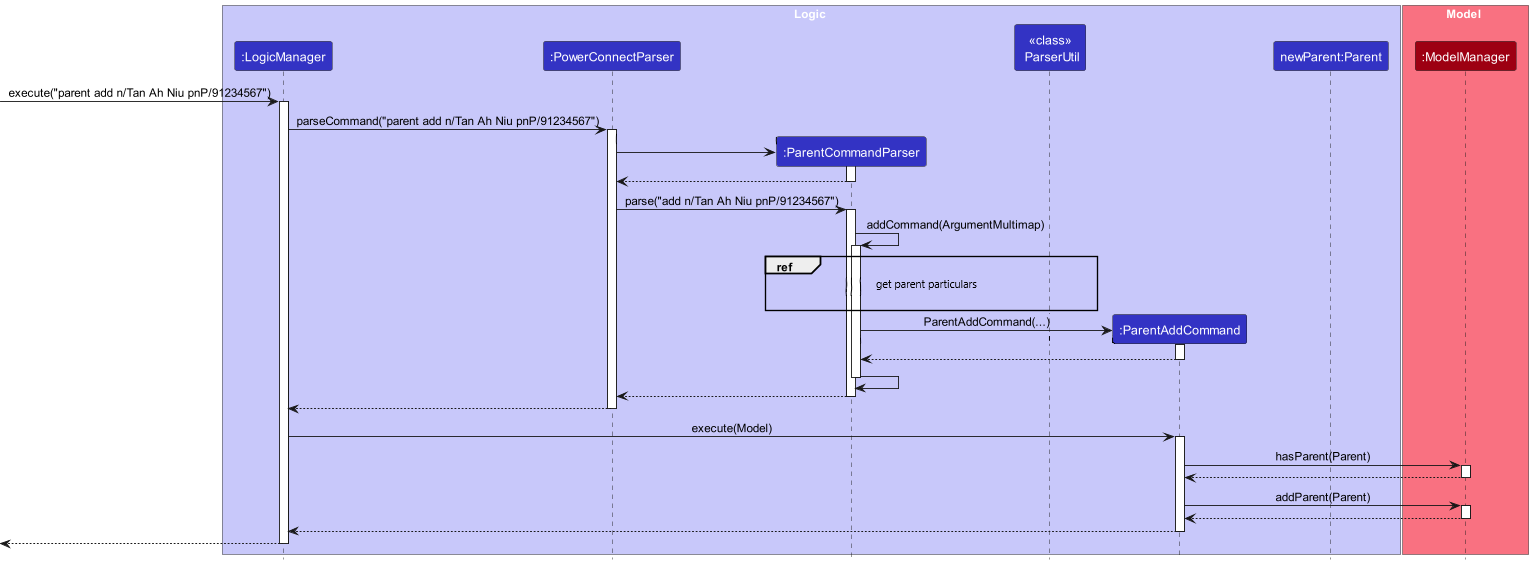 Logic
Model
«class»
ParserUtil
:LogicManager
:PowerConnectParser
newParent:Parent
:ModelManager
execute("parent add n/Tan Ah Niu pnP/91234567")
parseCommand("parent add n/Tan Ah Niu pnP/91234567")
:ParentCommandParser
parse("add n/Tan Ah Niu pnP/91234567")
addCommand(ArgumentMultimap)
ref
get parent particulars
ParentAddCommand(...)
:ParentAddCommand
execute(Model)
hasParent(Parent)
addParent(Parent)